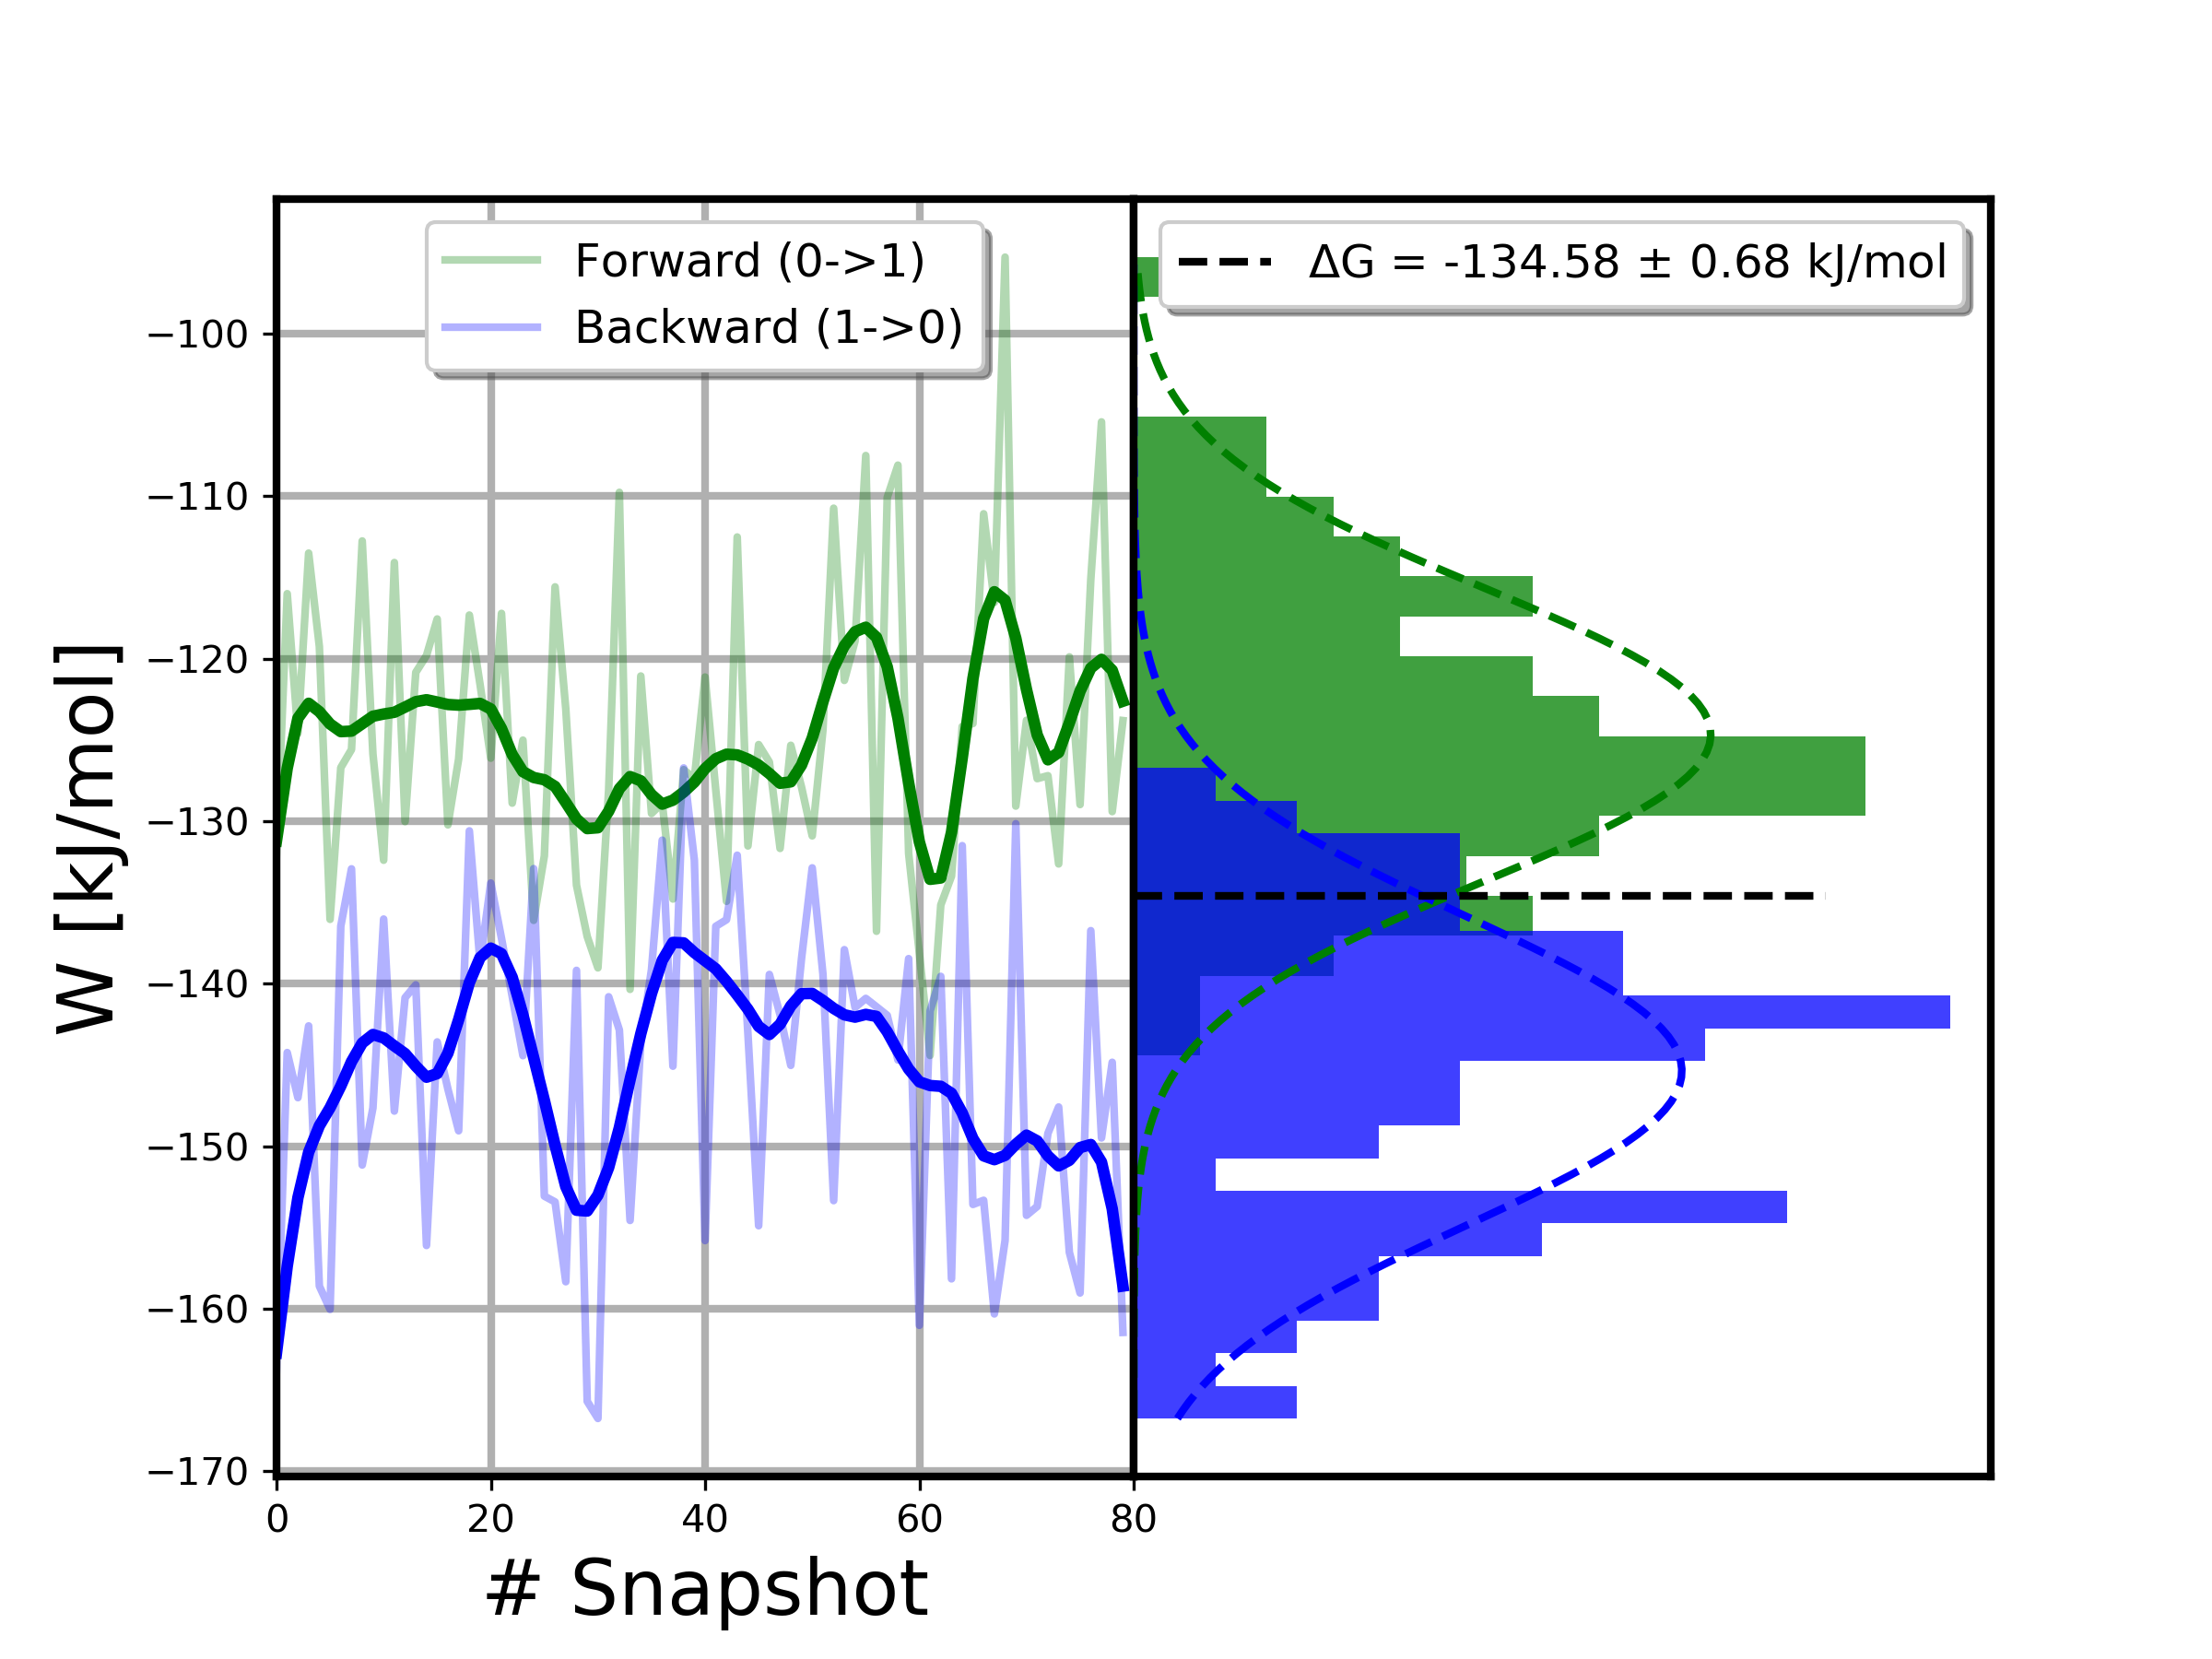 Forward (0->1)
Backward (1->0)
ΔG = -134.58 ± 0.68 kJ/mol
−100
−110
−120
−130
−140
−150
−160
−170
W [kJ/mol]
0 20 40 60 80
# Snapshot